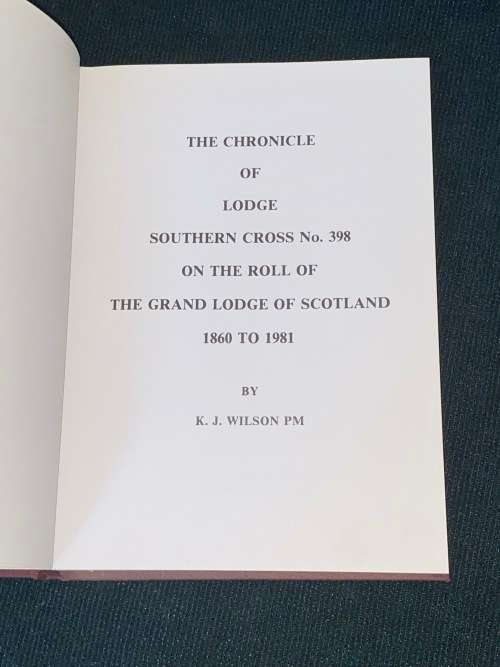 THE CHRONICLE
OF
LODGE
SOUTHERN CROSS No. 398
ON THE ROLL OF
THE GRAND LODGE OF SCOTLAND
1860 TO 1981
BY
K. J. WILSON PM